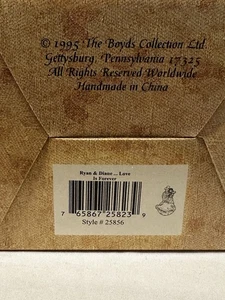 © 1995 The Boyds Collection Ltd.
Gettysburg, Pennsylvania 17325
All Rights Reserved Worldwide
Handmade in China
Ryan & Diane ... Love
Is Forever
7 65867 25823 9
Style # 25856